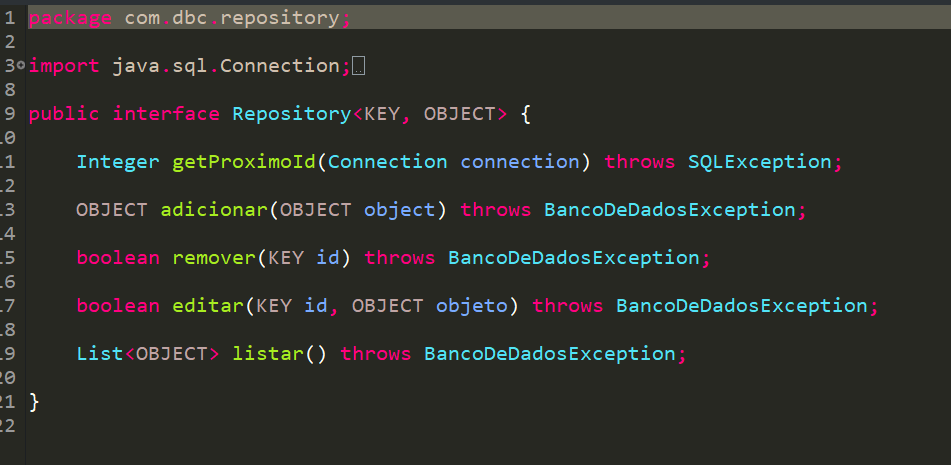 1 package com.dbc.repository;
2
3 import java.sql.Connection;
8
9 public interface Repository<KEY, OBJECT> {
10
11 Integer getProximoId(Connection connection) throws SQLException;
12
13 OBJECT adicionar(OBJECT object) throws BancoDeDadosException;
14
15 boolean remover(KEY id) throws BancoDeDadosException;
16
17 boolean editar(KEY id, OBJECT objeto) throws BancoDeDadosException;
18
19 List<OBJECT> listar() throws BancoDeDadosException;
20
21 }
22